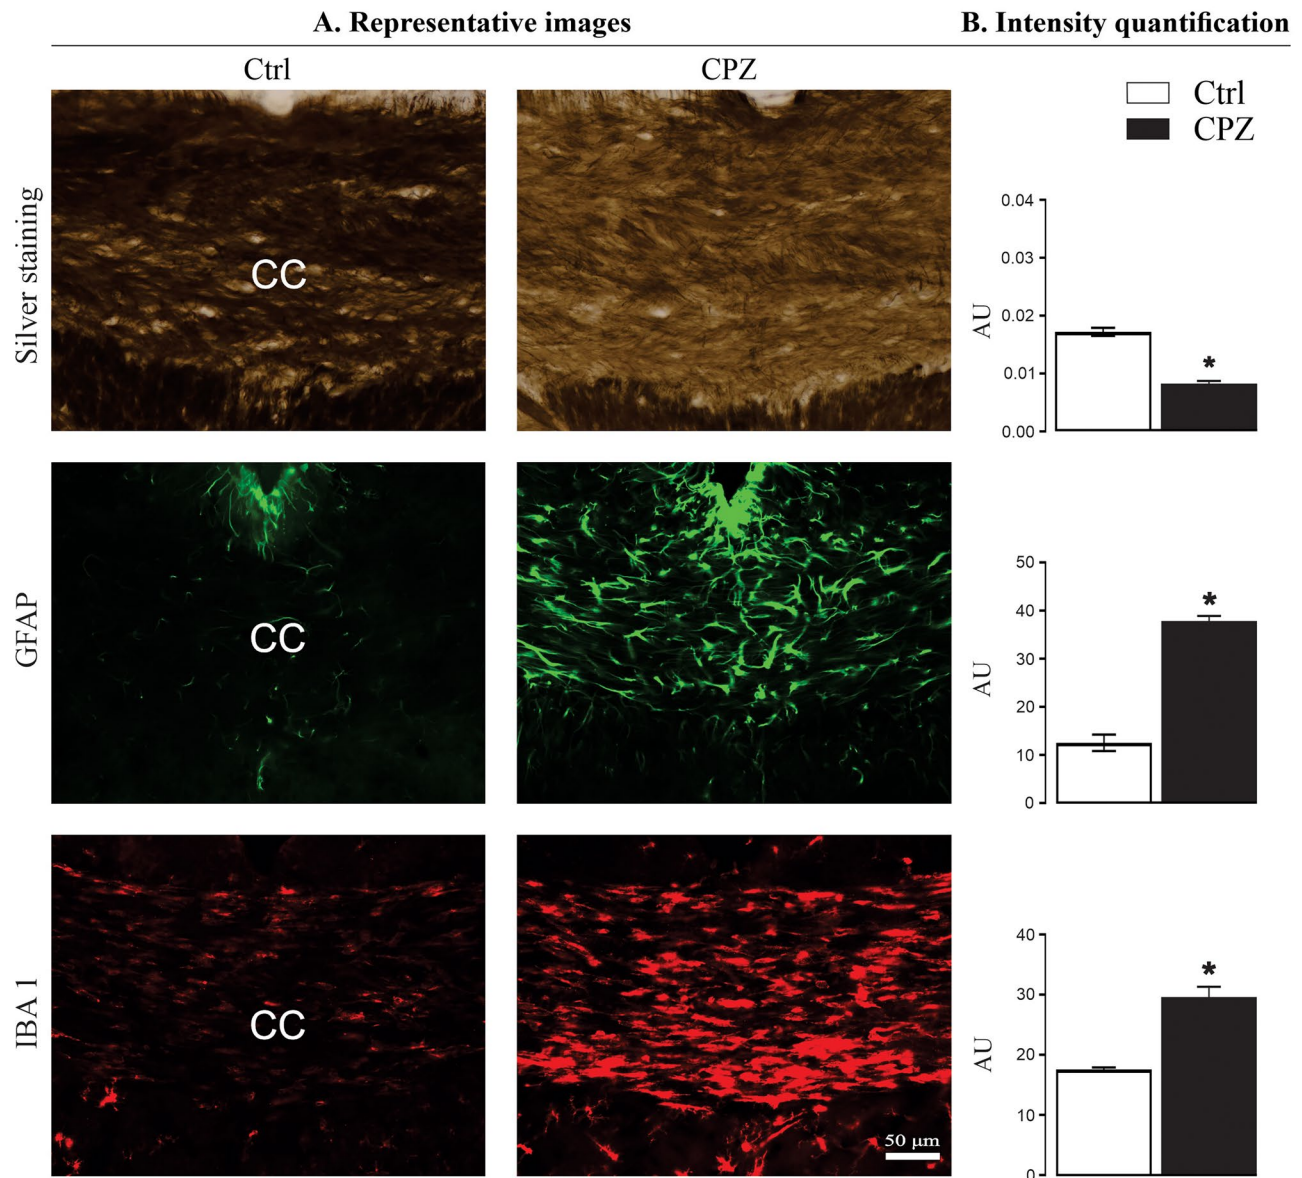 A. Representative images
B. Intensity quantification
Ctrl
CPZ
Ctrl
CPZ
Silver staining
CC
AU
0.04
0.03
0.02
0.01
0.00
*
GFAP
CC
AU
50
40
30
20
10
0
*
IBA 1
CC
50 µm
AU
40
30
20
10
0
*